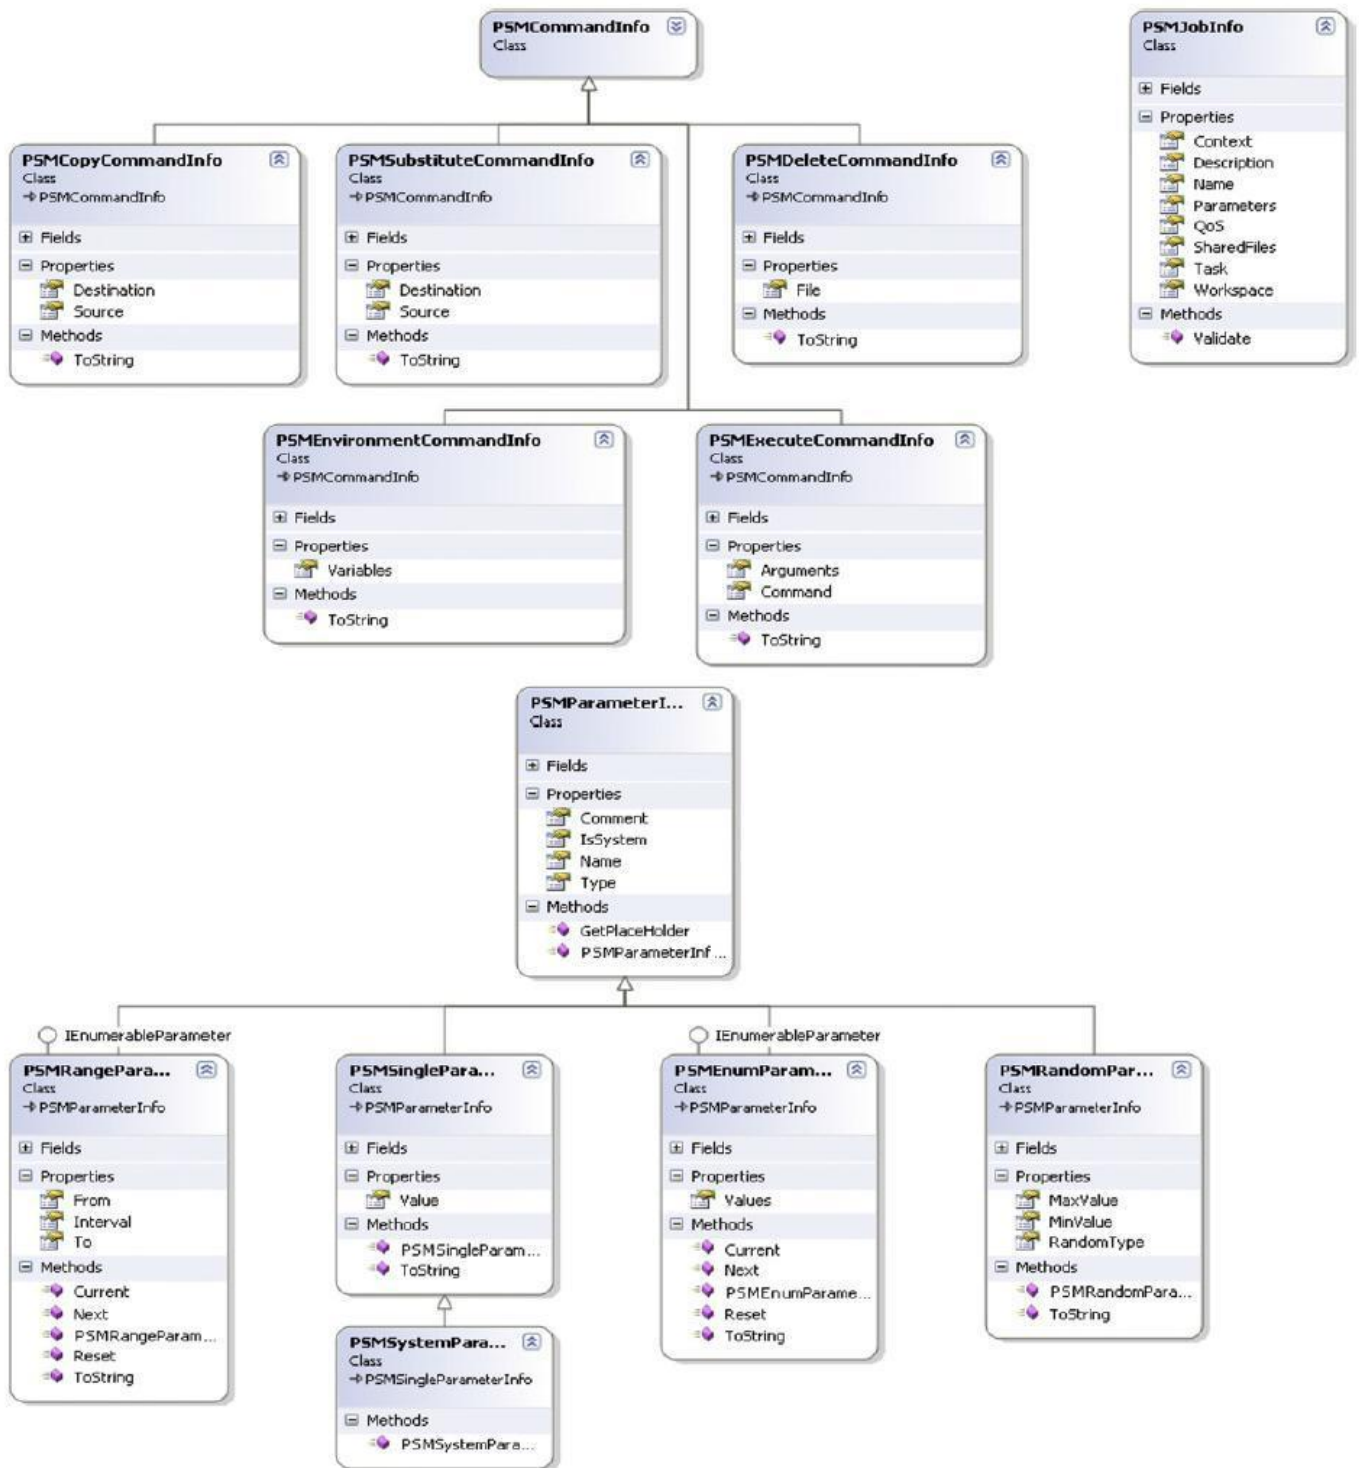 PSMCommandInfo
Class
PSMJobInfo
Class
Fields
Properties
Context
Description
Name
Parameters
QoS
SharedFiles
Task
Workspace
Methods
Validate
PSMCopyCommandInfo
Class
PSMCommandInfo
Fields
Properties
Destination
Source
Methods
ToString
PSMSubstituteCommandInfo
Class
PSMCommandInfo
Fields
Properties
Destination
Source
Methods
ToString
PSMDeleteCommandInfo
Class
PSMCommandInfo
Fields
Properties
File
Methods
ToString
PSMEnvironmentCommandInfo
Class
PSMCommandInfo
Fields
Properties
Variables
Methods
ToString
PSMExecuteCommandInfo
Class
PSMCommandInfo
Fields
Properties
Arguments
Command
Methods
ToString
PSMParameterI...
Class
Fields
Properties
Comment
IsSystem
Name
Type
Methods
GetPlaceHolder
PSMParameterInf...
IEnumerableParameter
PSMRangePara...
Class
PSMParameterInfo
Fields
Properties
From
Interval
To
Methods
Current
Next
PSMRangeParam...
Reset
ToString
PSMSinglePara...
Class
PSMParameterInfo
Fields
Properties
Value
Methods
PSMSingleParam...
ToString
PSMSystemPara...
Class
PSMSingleParameterInfo
Methods
PSMSystemPara...
IEnumerableParameter
PSMEnumParam...
Class
PSMParameterInfo
Fields
Properties
Values
Methods
Current
Next
PSMEnumParame...
Reset
ToString
PSMRandomPar...
Class
PSMParameterInfo
Fields
Properties
MaxValue
MinValue
RandomType
Methods
PSMRandomPara...
ToString